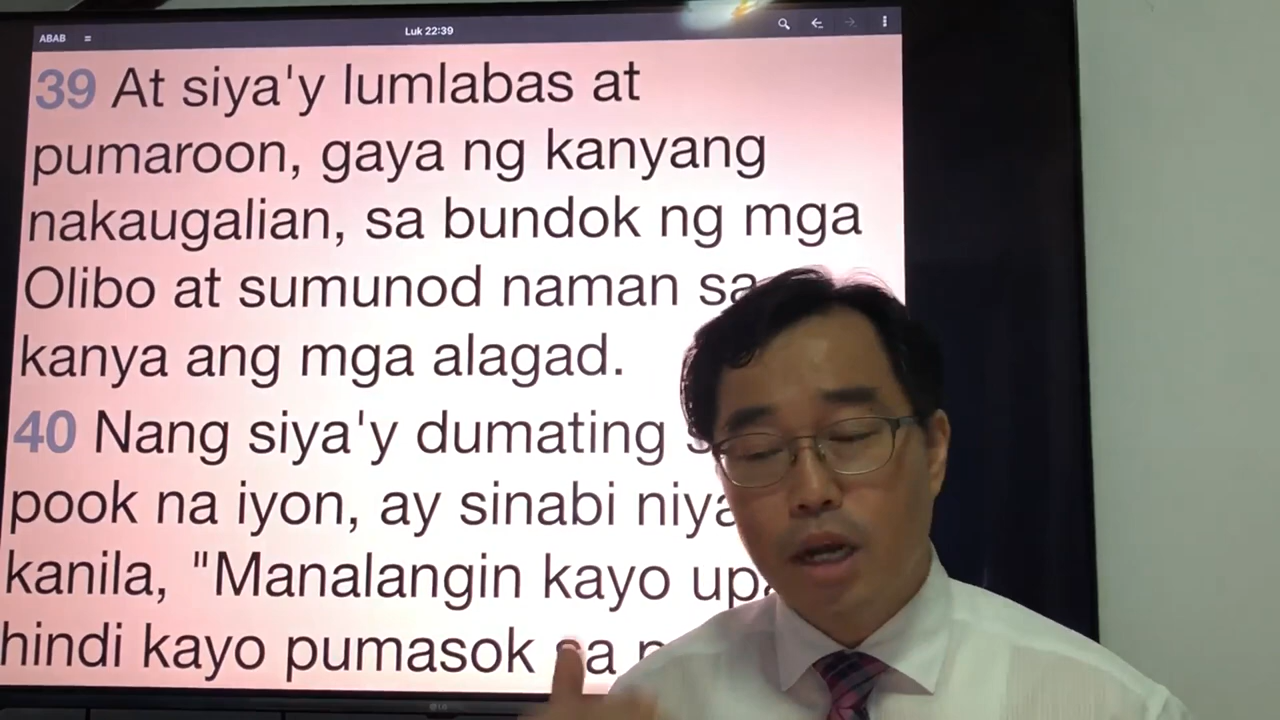 ABAB
Luk 22:39
39 At siya'y lumlabas at
pumaroon, gaya ng kanyang
nakaugalian, sa bundok ng mga
Olibo at sumunod naman sa
kanya ang mga alagad.
40 Nang siya'y dumating
pook na iyon, ay sinabi
kanila, "Manalangin kayo
hindi kayo pumasok sa
LG